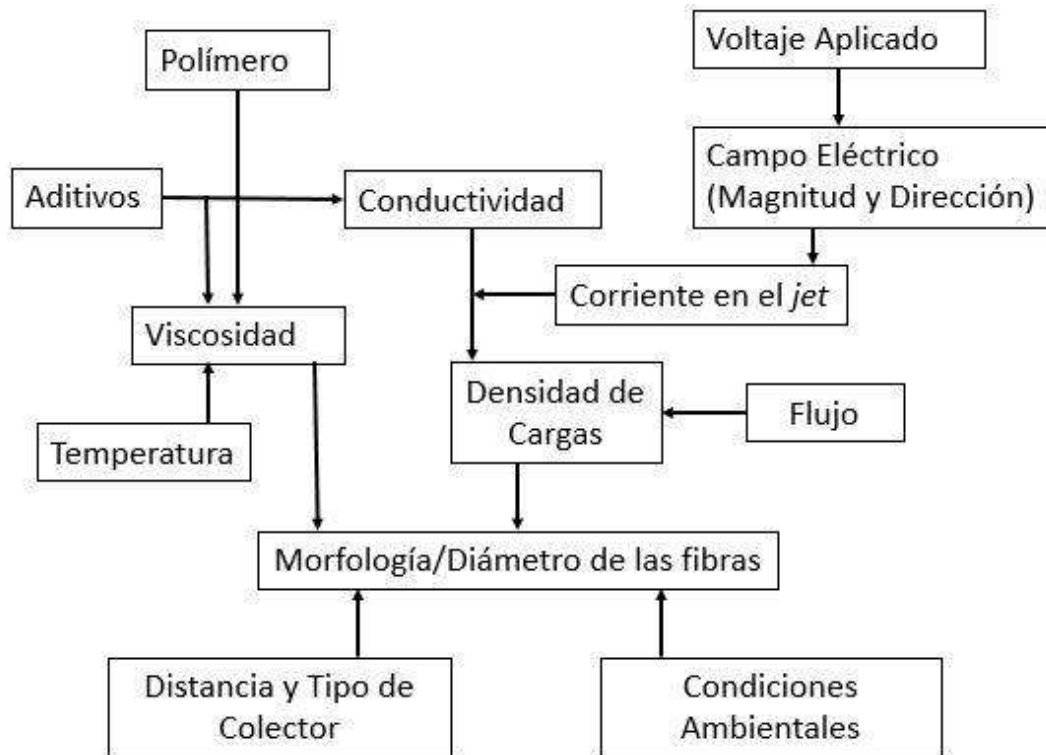 Voltaje Aplicado
Polímero
Campo Eléctrico
(Magnitud y Dirección)
Aditivos
Conductividad
Corriente en el jet
Viscosidad
Densidad de
Cargas
Flujo
Temperatura
Morfología/Diámetro de las fibras
Distancia y Tipo de
Colector
Condiciones
Ambientales